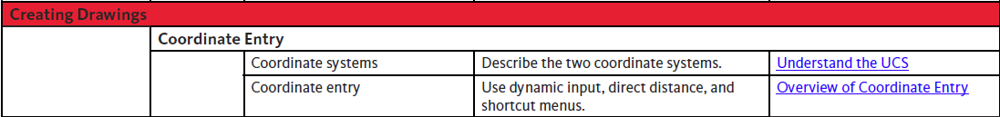 Creating Drawings
Coordinate Entry
Coordinate systems Describe the two coordinate systems. Understand the UCS
Coordinate entry Use dynamic input, direct distance, and Overview of Coordinate Entry
shortcut menus.